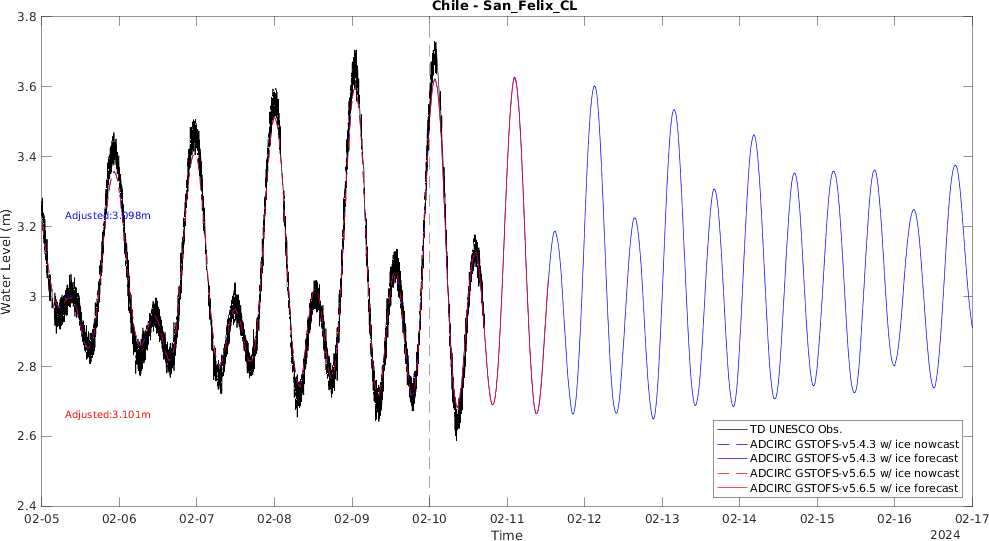 Chile - San_Felix_CL
3.8
3.6
3.4
3.2
3
2.8
2.6
2.4
Water Level (m)
Adjusted:3.098m
Adjusted:3.101m
TD UNESCO Obs.
ADCIRC GSTOFS-v5.4.3 w/ ice nowcast
ADCIRC GSTOFS-v5.4.3 w/ ice forecast
ADCIRC GSTOFS-v5.6.5 w/ ice nowcast
ADCIRC GSTOFS-v5.6.5 w/ ice forecast
02-05 02-06 02-07 02-08 02-09 02-10 02-11 02-12 02-13 02-14 02-15 02-16 02-17
Time
2024